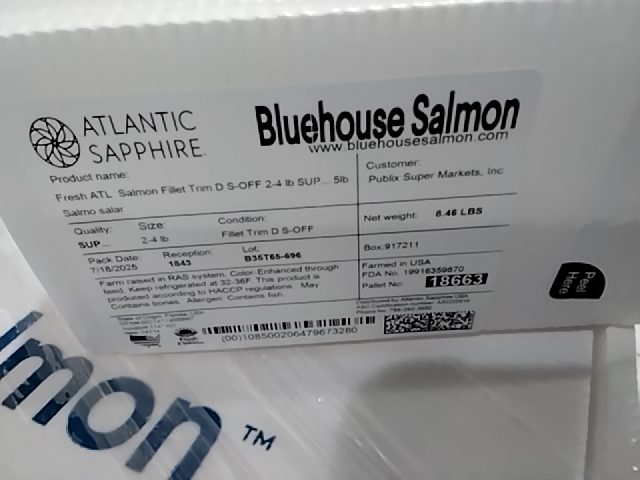 ATLANTIC
SAPPHIRE.
Bluehouse Salmon
www.bluehousesalmon.com
Product name:
Fresh ATL Salmon Fillet Trim D S-OFF 2-4 lb SUP... 5lb
Salmo salar
Customer:
Publix Super Markets, Inc
Quality: Size: Condition:
SUP... 2-4 lb Fillet Trim D S-OFF
Net weight: 8.46 LBS
Pack Date: Reception: Lot:
7/18/2025 1843 B35T65-696
Box:917211
Farm raised in RAS system. Color-Enhanced through
feed. Keep refrigerated at 32-36F. This product is
produced according to HACCP regulations. May
Contains bones. Allergen: Contains fish.
Farmed in USA
FDA No. 19916359870
Pallet No: 18663
(00)108500206479673280
Peel
Here
lmon™